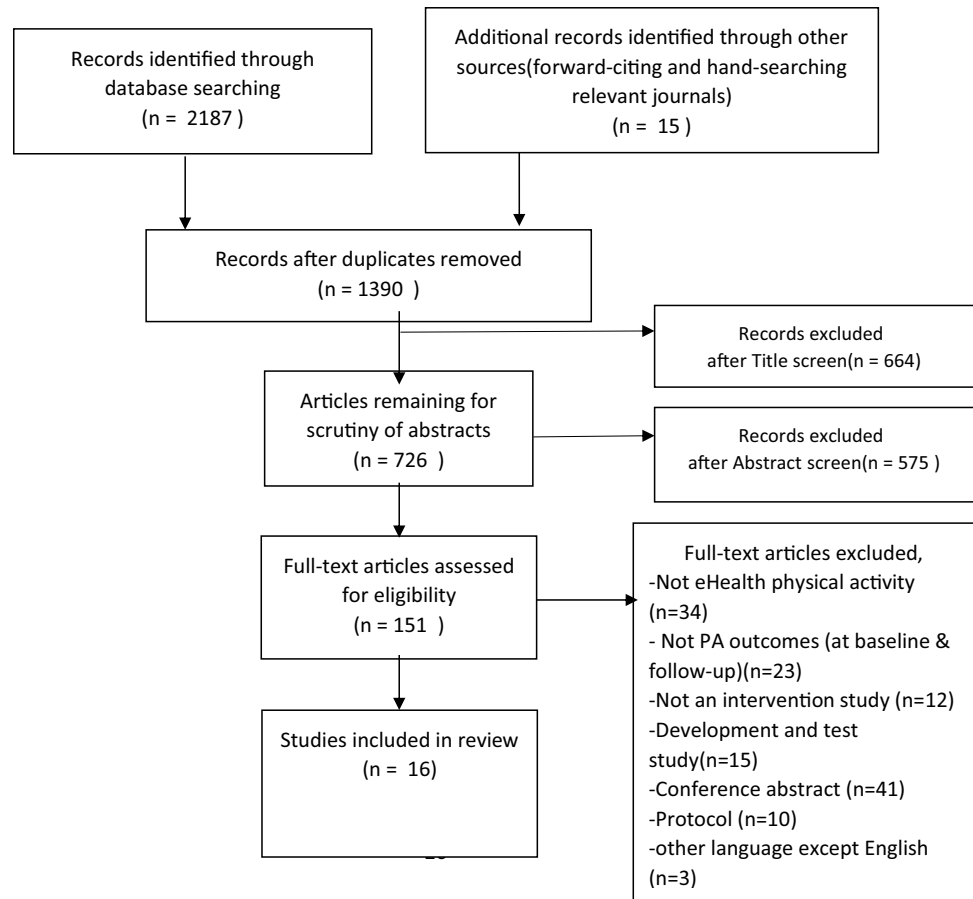 Records identified through
database searching
(n = 2187 )
Additional records identified through other
sources(forward-citing and hand-searching
relevant journals)
(n = 15 )
Records after duplicates removed
(n = 1390 )
Records excluded
after Title screen(n = 664)
Articles remaining for
scrutiny of abstracts
(n = 726 )
Records excluded
after Abstract screen(n = 575 )
Full-text articles assessed
for eligibility
(n = 151 )
Full-text articles excluded,
-Not eHealth physical activity
(n=34)
- Not PA outcomes (at baseline &
follow-up)(n=23)
-Not an intervention study (n=12)
-Development and test
study(n=15)
-Conference abstract (n=41)
-Protocol (n=10)
-other language except English
(n=3)
Studies included in review
(n = 16)